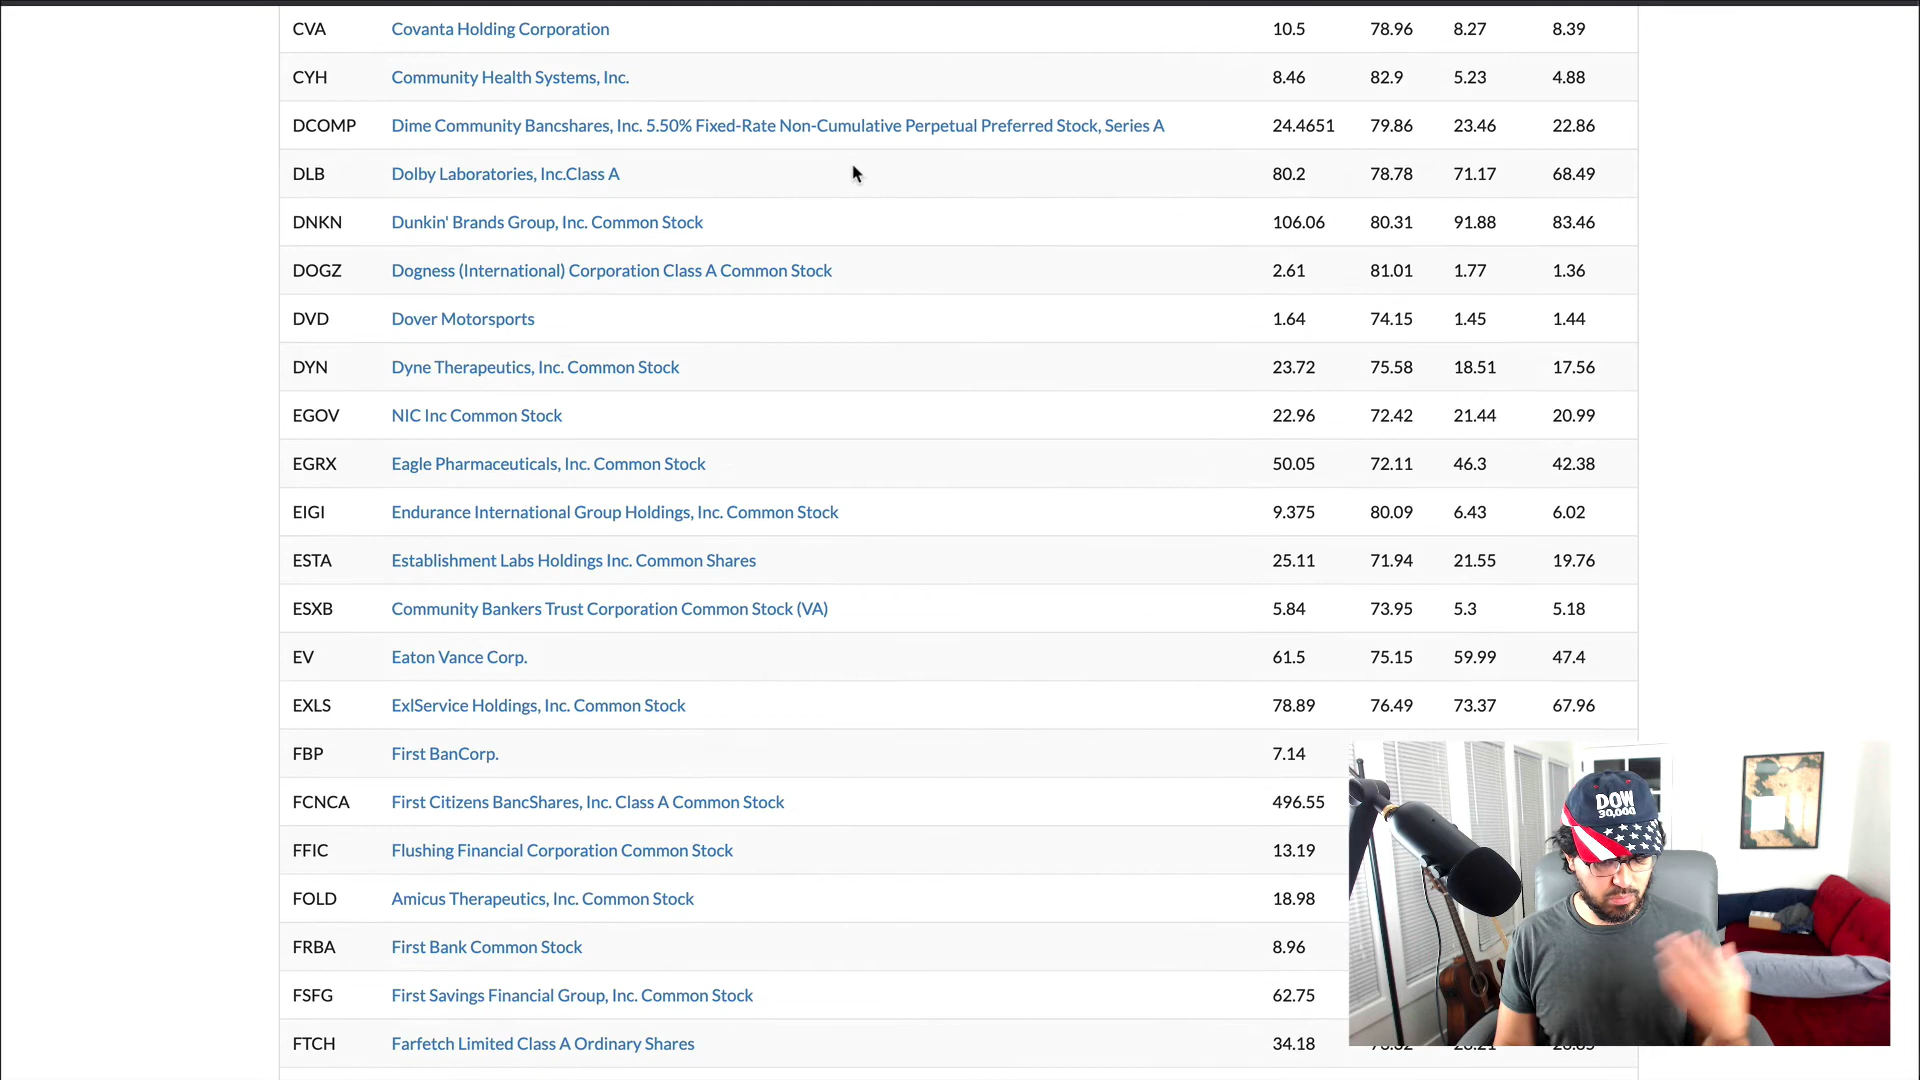 CVA Covanta Holding Corporation 10.5 78.96 8.27 8.39
CYH Community Health Systems, Inc. 8.46 82.9 5.23 4.88
DCOMP Dime Community Bancshares, Inc. 5.50% Fixed-Rate Non-Cumulative Perpetual Preferred Stock, Series A 24.4651 79.86 23.46 22.86
DLB Dolby Laboratories, Inc.Class A 80.2 78.78 71.17 68.49
DNKN Dunkin' Brands Group, Inc. Common Stock 106.06 80.31 91.88 83.46
DOGZ Dogness (International) Corporation Class A Common Stock 2.61 81.01 1.77 1.36
DVD Dover Motorsports 1.64 74.15 1.45 1.44
DYN Dyne Therapeutics, Inc. Common Stock 23.72 75.58 18.51 17.56
EGOV NIC Inc Common Stock 22.96 72.42 21.44 20.99
EGRX Eagle Pharmaceuticals, Inc. Common Stock 50.05 72.11 46.3 42.38
EIGI Endurance International Group Holdings, Inc. Common Stock 9.375 80.09 6.43 6.02
ESTA Establishment Labs Holdings Inc. Common Shares 25.11 71.94 21.55 19.76
ESXB Community Bankers Trust Corporation Common Stock (VA) 5.84 73.95 5.3 5.18
EV Eaton Vance Corp. 61.5 75.15 59.99 47.4
EXLS ExlService Holdings, Inc. Common Stock 78.89 76.49 73.37 67.96
FBP First BanCorp. 7.14
FCNCA First Citizens BancShares, Inc. Class A Common Stock 496.55
FFIC Flushing Financial Corporation Common Stock 13.19
FOLD Amicus Therapeutics, Inc. Common Stock 18.98
FRBA First Bank Common Stock 8.96
FSFG First Savings Financial Group, Inc. Common Stock 62.75
FTCH Farfetch Limited Class A Ordinary Shares 34.18
DOW
30,000